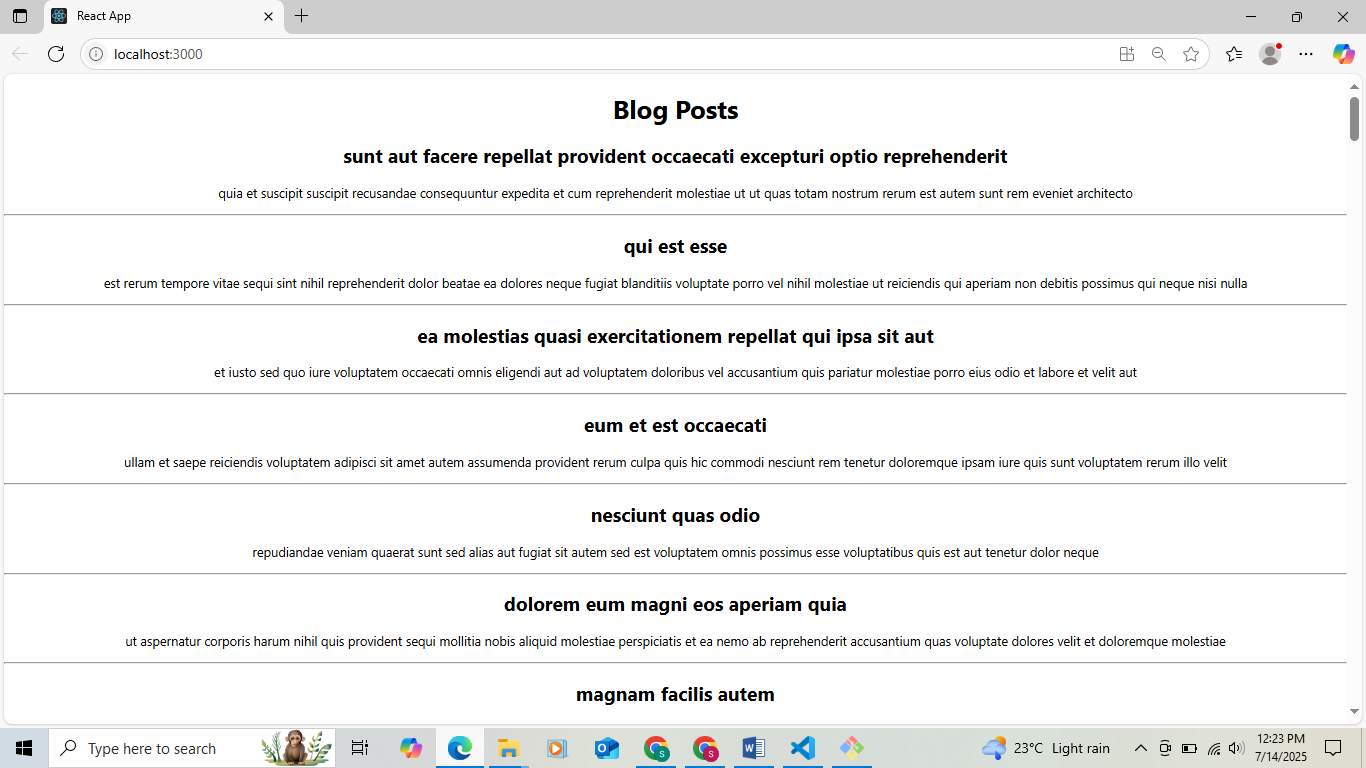 React App
localhost:3000
Blog Posts
sunt aut facere repellat provident occaecati excepturi optio reprehenderit
quia et suscipit suscipit recusandae consequuntur expedita et cum reprehenderit molestiae ut ut quas totam nostrum rerum est autem sunt rem eveniet architecto
qui est esse
est rerum tempore vitae sequi sint nihil reprehenderit dolor beatae ea dolores neque fugiat blanditiis voluptate porro vel nihil molestiae ut reiciendis qui aperiam non debitis possimus qui neque nisi nulla
ea molestias quasi exercitationem repellat qui ipsa sit aut
et iusto sed quo iure voluptatem occaecati omnis eligendi aut ad voluptatem doloribus vel accusantium quis pariatur molestiae porro eius odio et labore et velit aut
eum et est occaecati
ullam et saepe reiciendis voluptatem adipisci sit amet autem assumenda provident rerum culpa quis hic commodi nesciunt rem tenetur doloremque ipsam iure quis sunt voluptatem rerum illo velit
nesciunt quas odio
repudiandae veniam quaerat sunt sed alias aut fugiat sit autem sed est voluptatem omnis possimus esse voluptatibus quis est aut tenetur dolor neque
dolorem eum magni eos aperiam quia
ut aspernatur corporis harum nihil quis provident sequi mollitia nobis aliquid molestiae perspiciatis et ea nemo ab reprehenderit accusantium quas voluptate dolores velit et doloremque molestiae
magnam facilis autem
Type here to search
S
S
23°C Light rain
12:23 PM
7/14/2025